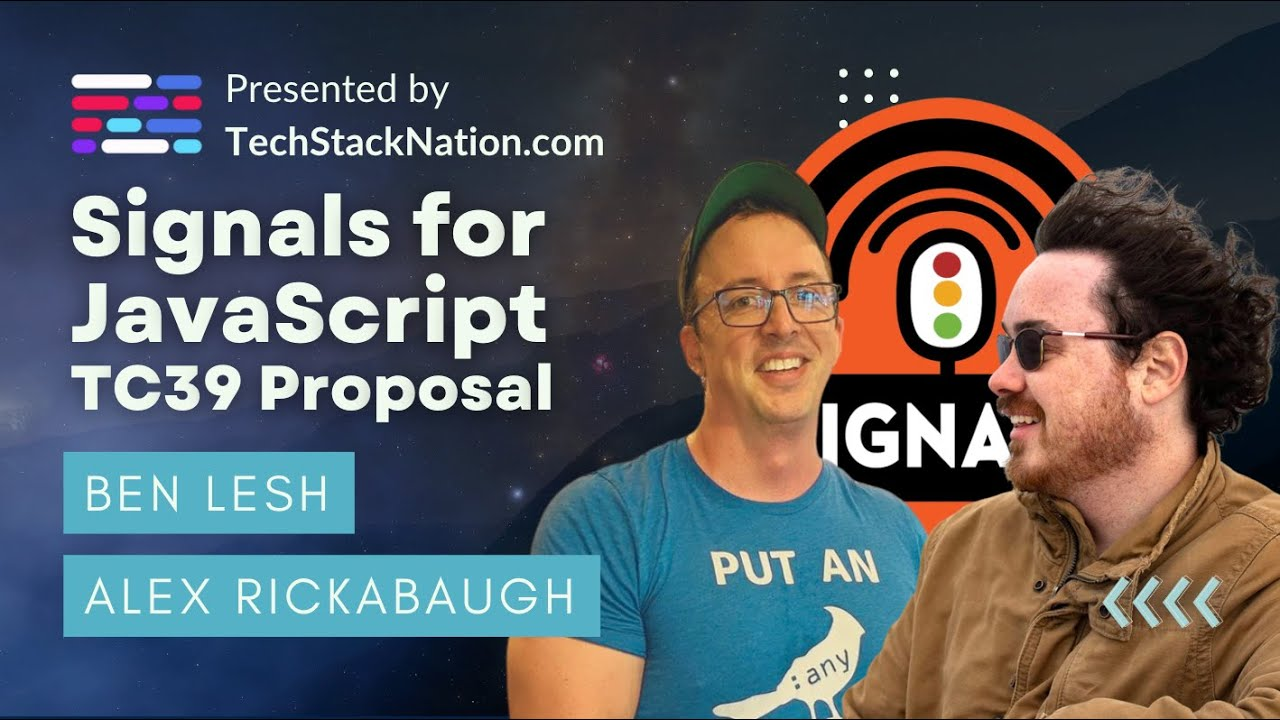 Presented by
TechStackNation.com
Signals for
JavaScript
TC39 Proposal
BEN LESH
ALEX RICKABAUGH
IGNA
PUT AN
:any